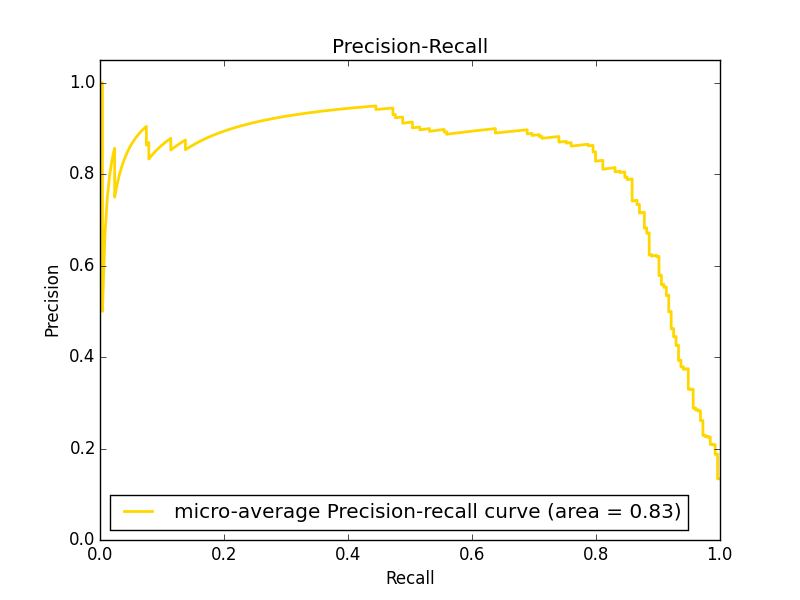 Precision-Recall
1.0
0.8
0.6
0.4
0.2
0.0
Precision
micro-average Precision-recall curve (area = 0.83)
0.0 0.2 0.4 0.6 0.8 1.0
Recall